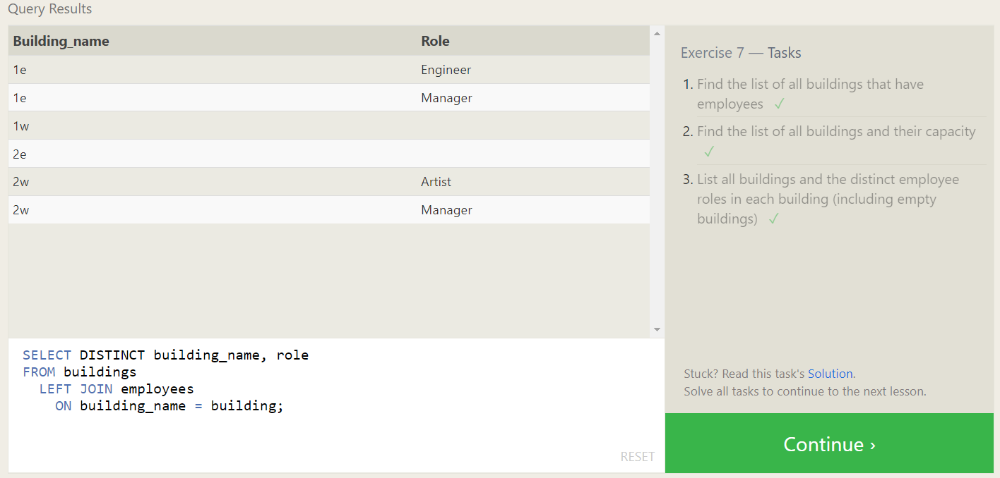 Query Results
Building_name Role
1e Engineer
1e Manager
1w
2e
2w Artist
2w Manager
SELECT DISTINCT building_name, role
FROM buildings
LEFT JOIN employees
ON building_name = building;
RESET
Exercise 7 — Tasks
1. Find the list of all buildings that have
employees ✓
2. Find the list of all buildings and their capacity
✓
3. List all buildings and the distinct employee
roles in each building (including empty
buildings) ✓
Stuck? Read this task's Solution.
Solve all tasks to continue to the next lesson.
Continue ›